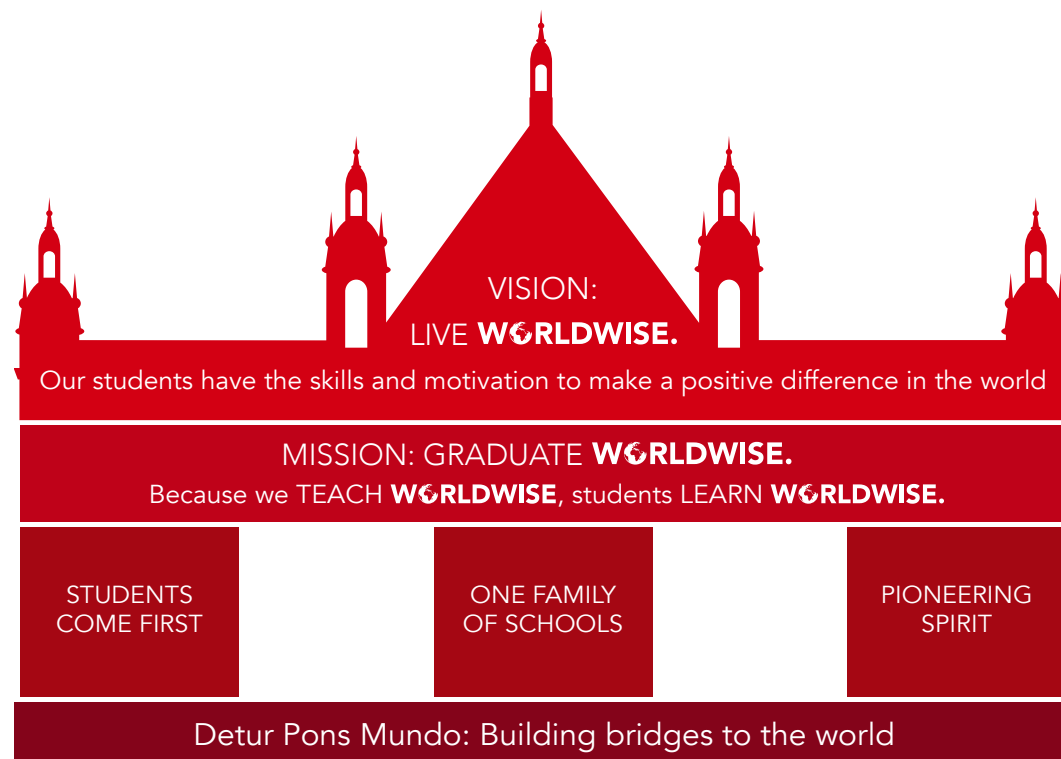 VISION:
LIVE WORLDWISE.
Our students have the skills and motivation to make a positive difference in the world
MISSION: GRADUATE WORLDWISE.
Because we TEACH WORLDWISE, students LEARN WORLDWISE.
STUDENTS
COME FIRST
ONE FAMILY
OF SCHOOLS
PIONEERING
SPIRIT
Detur Pons Mundo: Building bridges to the world